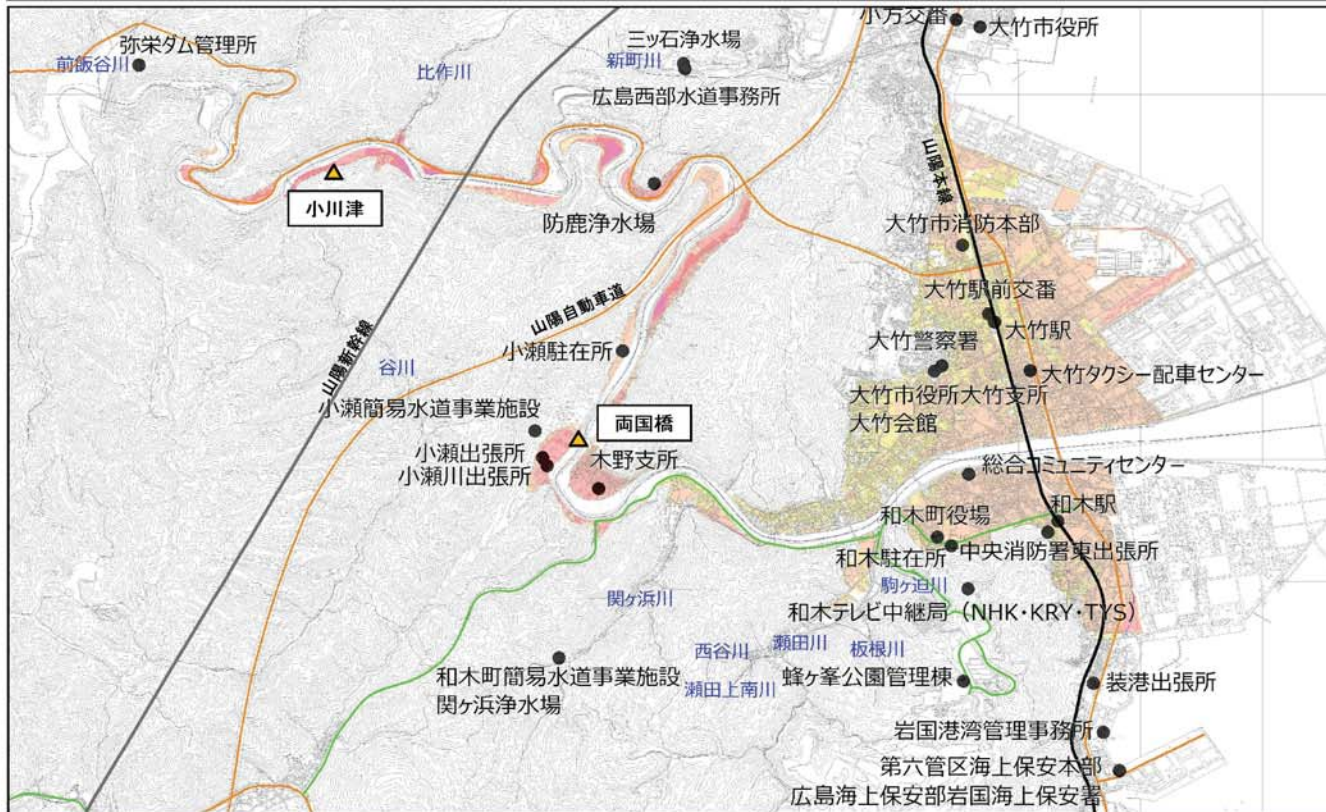 小方交番
大竹市役所
弥栄ダム管理所
三ッ石浄水場
前飯谷川
比作川
新町川
広島西部水道事務所
山陽本線
小川津
防鹿浄水場
大竹市消防本部
大竹駅前交番
山陽自動車道
大竹駅
山陽新幹線
小瀬駐在所
大竹警察署
谷川
大竹タクシー配車センター
大竹市役所大竹支所
小瀬簡易水道事業施設
両国橋
大竹会館
小瀬出張所
木野支所
小瀬川出張所
総合コミュニティセンター
和木駅
和木町役場
和木駐在所
中央消防署東出張所
駒ヶ迫川
関ヶ浜川
和木テレビ中継局（NHK・KRY・TYS）
西谷川
瀬田川
板根川
和木町簡易水道事業施設
関ヶ浜浄水場
瀬田上南川
蜂ヶ峯公園管理棟
装港出張所
岩国港湾管理事務所
第六管区海上保安本部
広島海上保安部岩国海上保安署